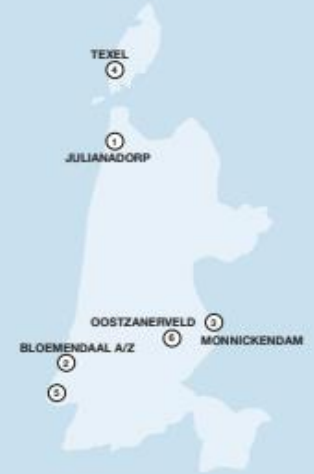 TEXEL
4
1
JULIANADORP
OOSTZANERVELD 3
6 MONNICKENDAM
BLOEMENDAAL A/Z
2
5